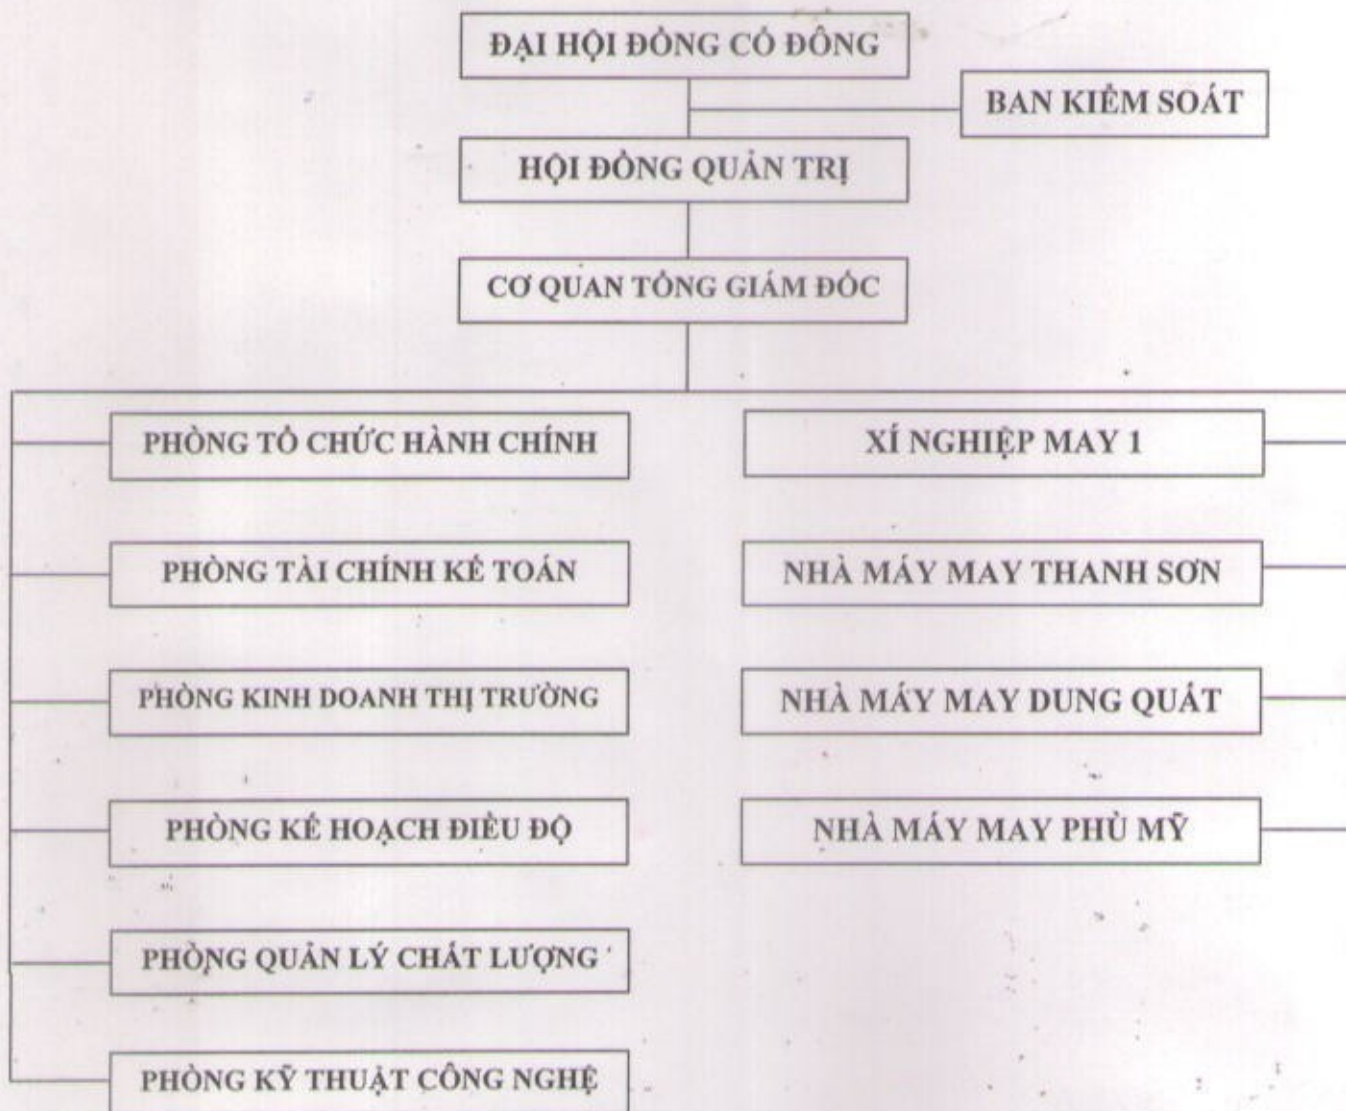 ĐẠI HỘI ĐỒNG CỔ ĐÔNG
BAN KIỂM SOÁT
HỘI ĐỒNG QUẢN TRỊ
CƠ QUAN TỔNG GIÁM ĐỐC
PHÒNG TỔ CHỨC HÀNH CHÍNH
PHÒNG TÀI CHÍNH KẾ TOÁN
PHÒNG KINH DOANH THỊ TRƯỜNG
PHÒNG KẾ HOẠCH ĐIỀU ĐỘ
PHÒNG QUẢN LÝ CHẤT LƯỢNG
PHÒNG KỸ THUẬT CÔNG NGHỆ
XÍ NGHIỆP MAY 1
NHÀ MÁY MAY THANH SƠN
NHÀ MÁY MAY DUNG QUẤT
NHÀ MÁY MAY PHÙ MỸ